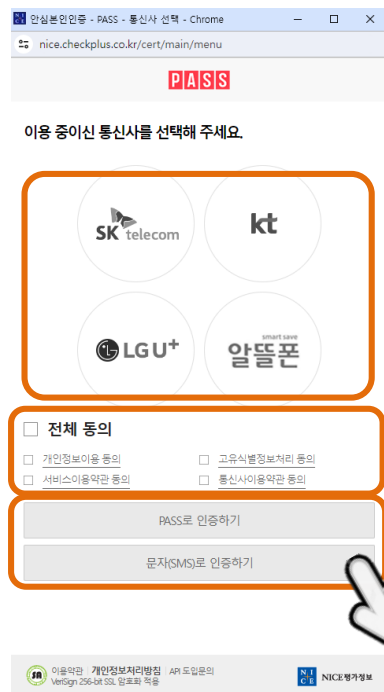 안심본인인증 - PASS - 통신사 선택 - Chrome
nice.checkplus.co.kr/cert/main/menu
PASS
이용 중이신 통신사를 선택해 주세요.
SK telecom
kt
LG U+
smart save
알뜰폰
전체 동의
개인정보이용 동의
고유식별정보처리 동의
서비스이용약관 동의
통신사이용약관 동의
PASS로 인증하기
문자(SMS)로 인증하기
이용약관 개인정보처리방침 API 도입문의
VeriSign 256-bit SSL 암호화 적용
NICE NICE평가정보